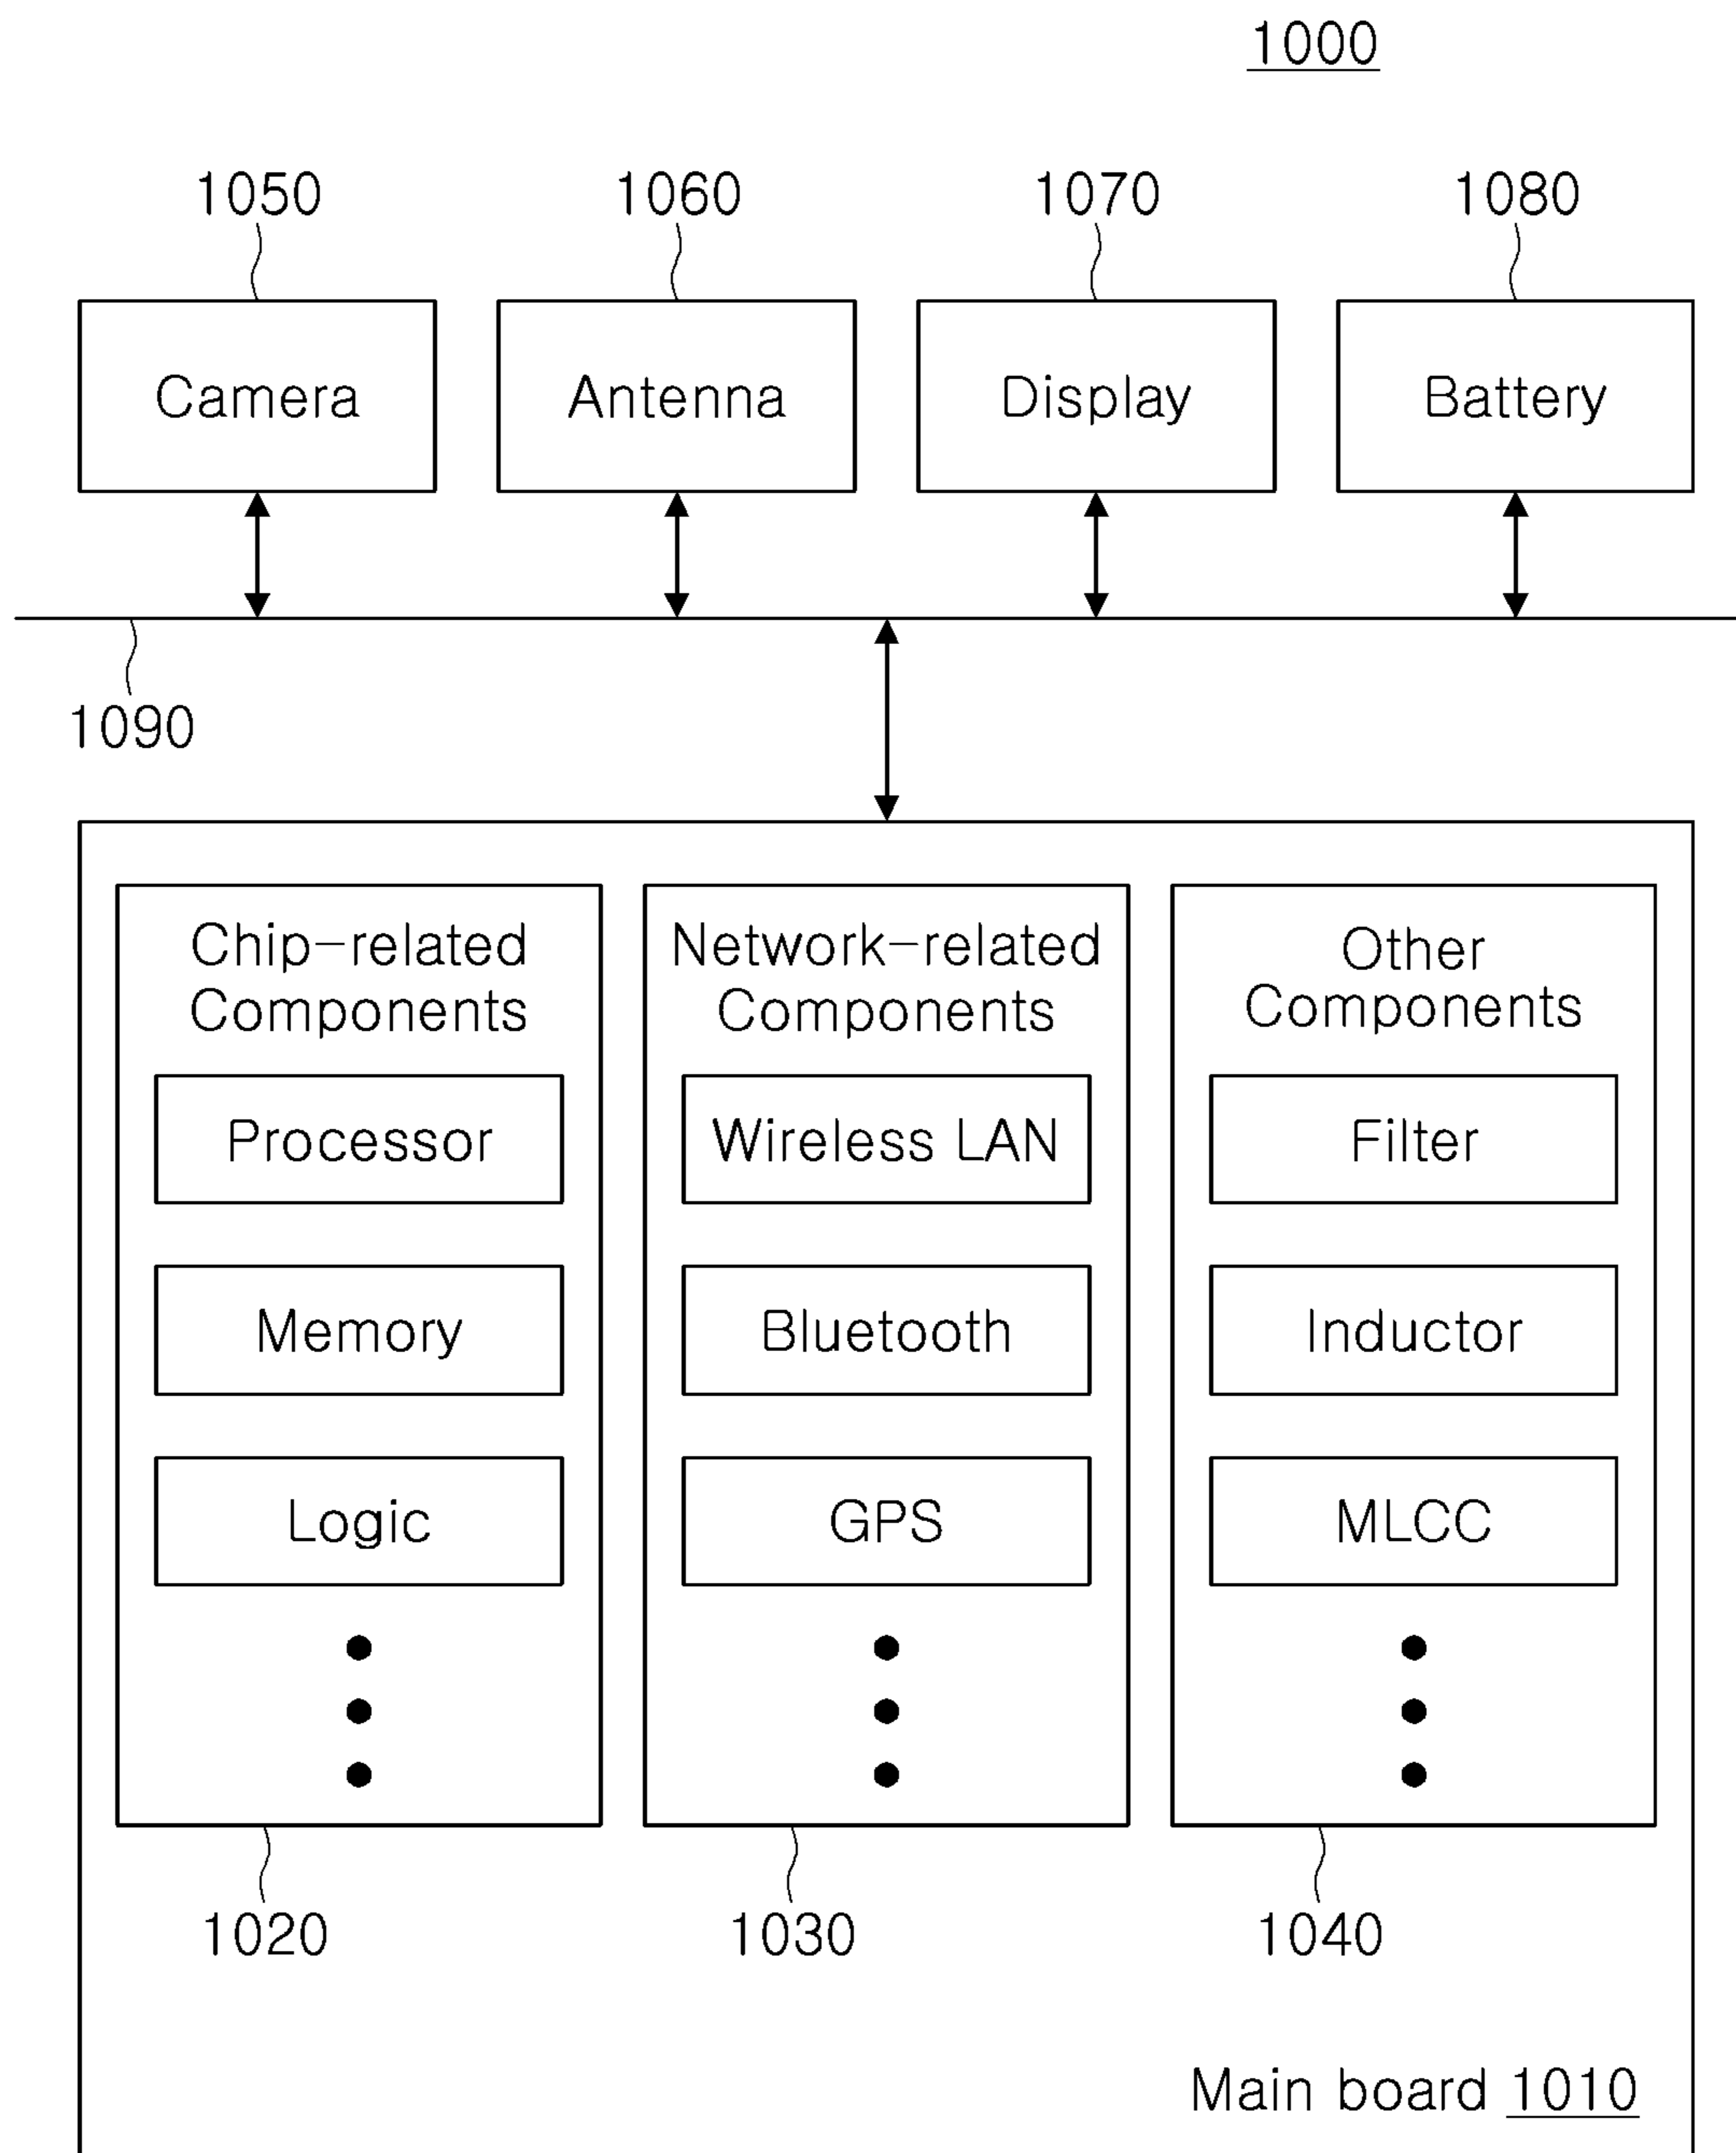 1000
1050 1060 1070 1080
Camera Antenna Display Battery
1090
Chip-related
Components
Processor
Memory
Logic
1020
Network-related
Components
Wireless LAN
Bluetooth
GPS
1030
Other
Components
Filter
Inductor
MLCC
1040
Main board 1010